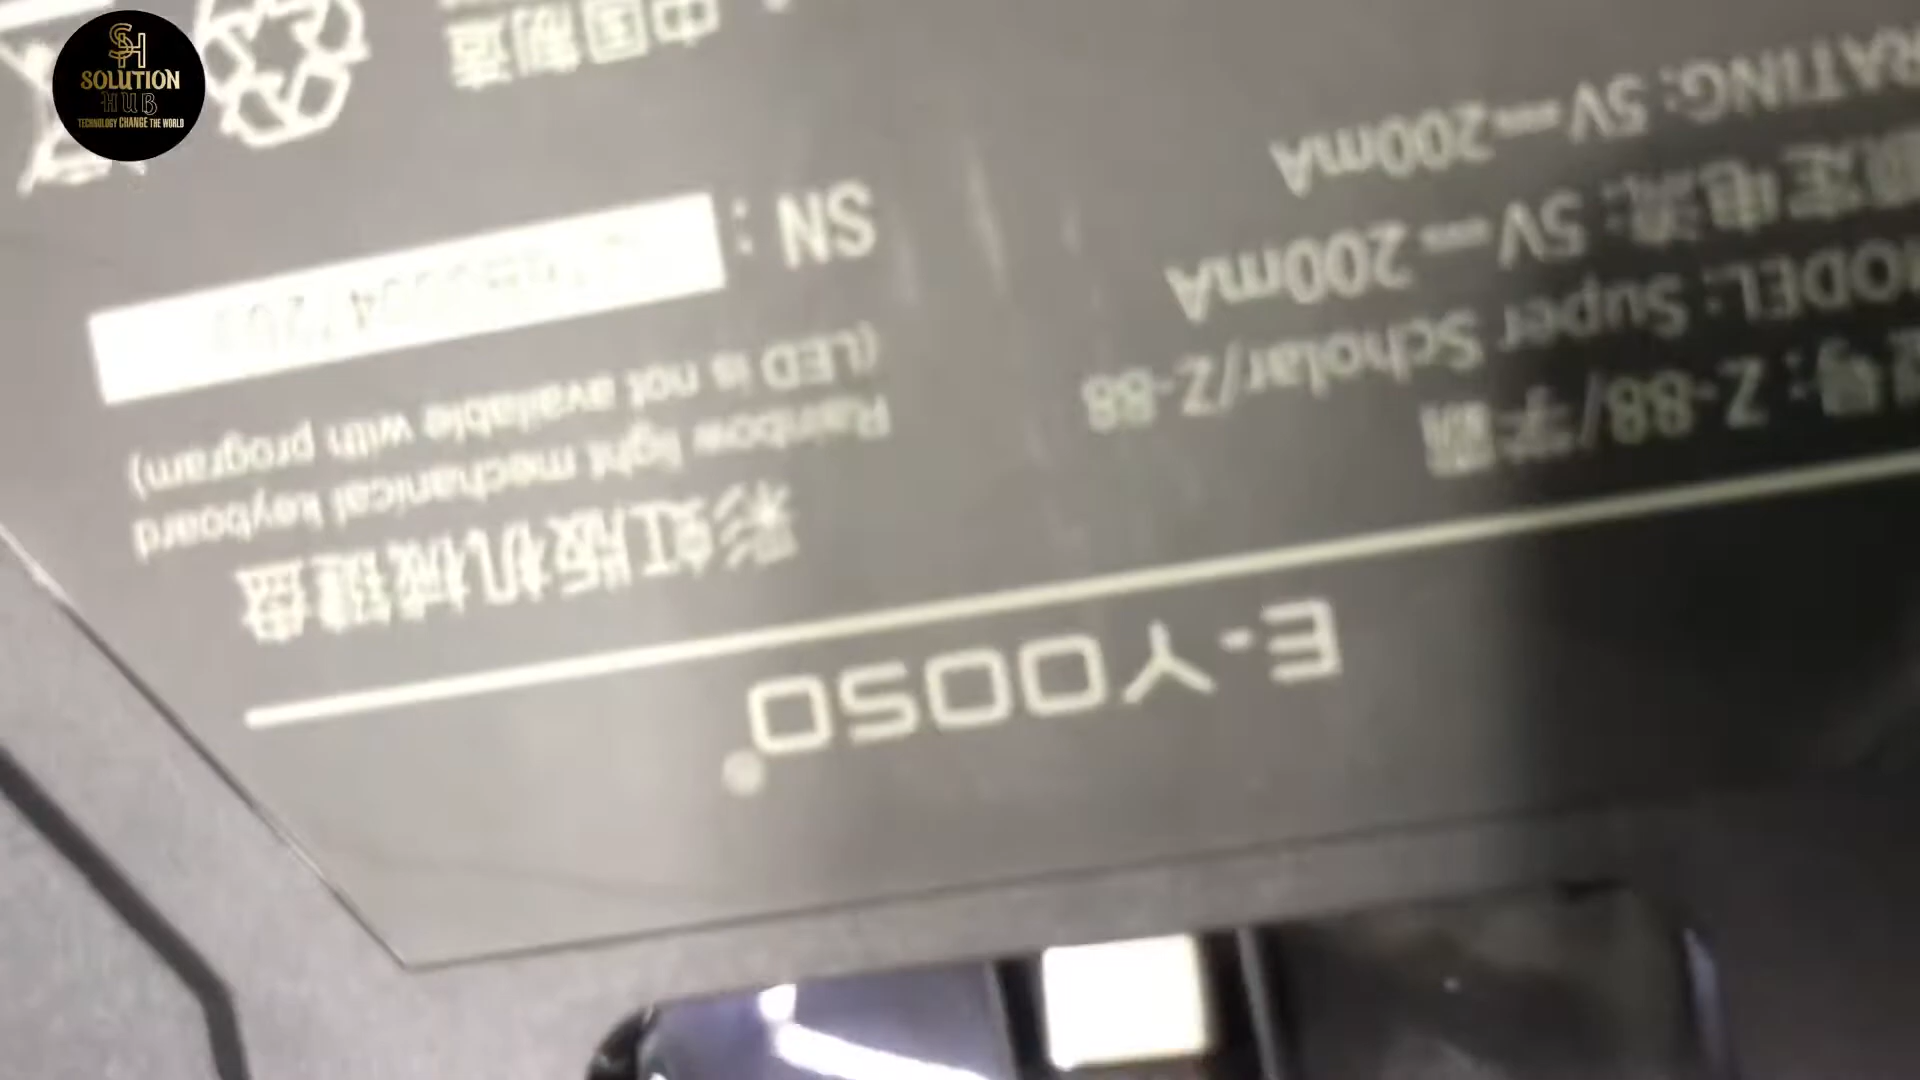 SH
SOLUTION
HUB
TECHNOLOGY CHANGE THE WORLD
E-YOOSO®
型号: Z-88/学霸
MODEL: Super Scholar/Z-88
额定电流: 5V 200mA
RATING: 5V 200mA
彩虹版机械键盘
Rainbow light mechanical keyboard
(LED is not available with program)
SN :
中国制造